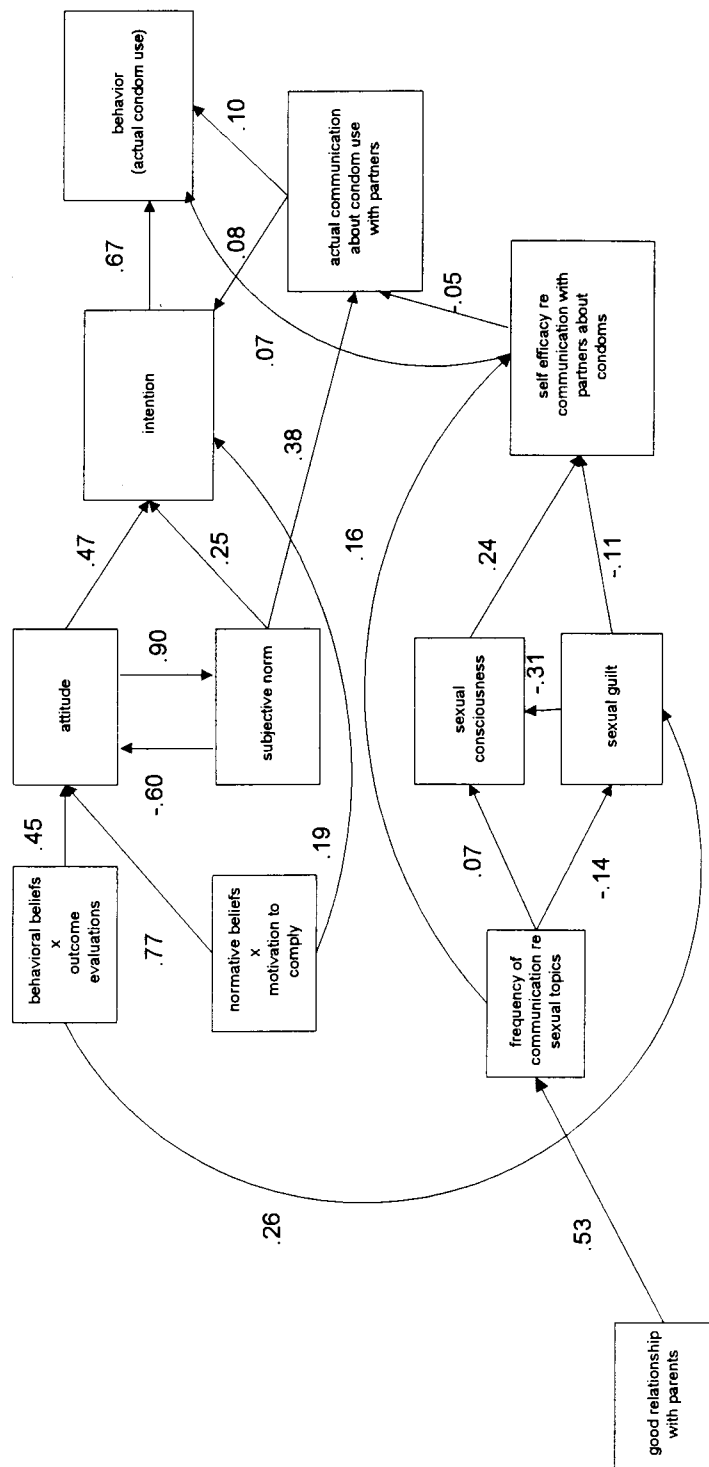 behavioral beliefs
x
outcome
evaluations
.45
attitude
.47
intention
.67
behavior
(actual condom use)
.77
-.60
.90
.25
.08
.10
normative beliefs
x
motivation to
comply
.19
subjective norm
.07
.38
actual communication
about condom use
with partners
.26
.16
-.05
frequency of
communication re
sexual topics
.07
-.14
sexual
consciousness
-.31
sexual guilt
.24
-.11
self efficacy re
communication with
partners about
condoms
.53
good relationship
with parents